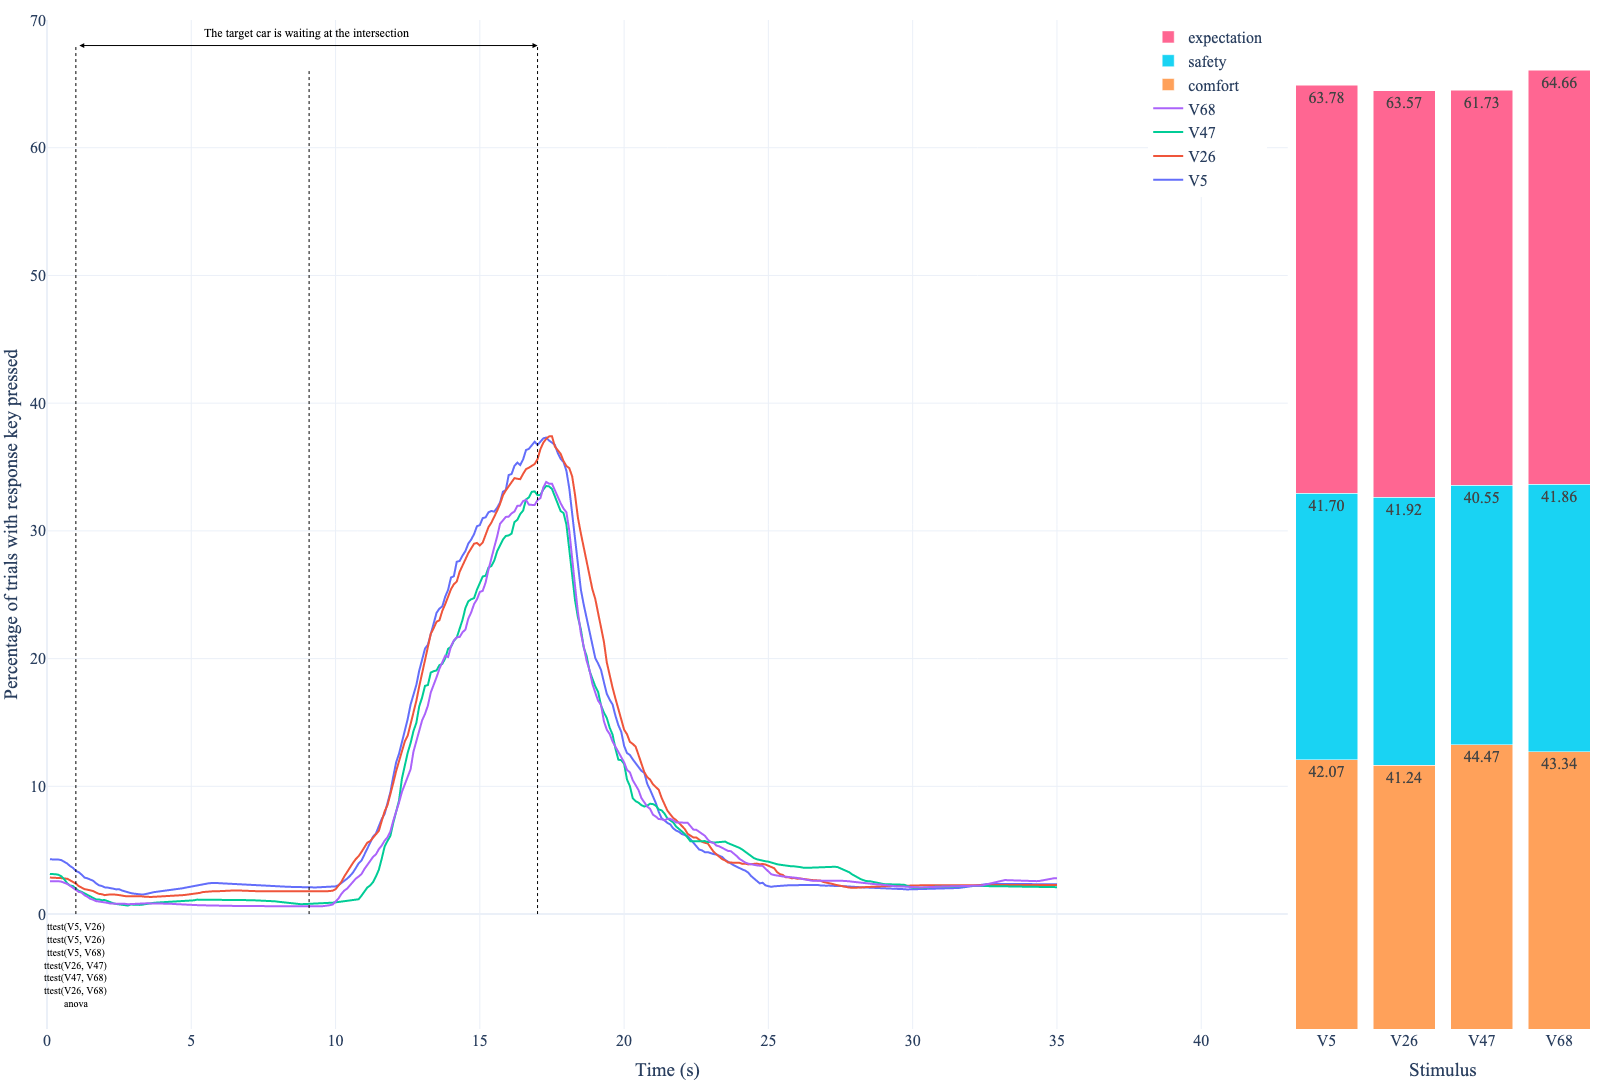 The target car is waiting at the intersection
expectation
safety
comfort
V68
V47
V26
V5
Percentage of trials with response key pressed
70
60
50
40
30
20
10
0
ttest(V5, V26)
ttest(V5, V26)
ttest(V5, V68)
ttest(V26, V47)
ttest(V47, V68)
ttest(V26, V68)
anova
0 5 10 15 20 25 30 35 40
Time (s)
63.78 63.57 61.73 64.66
41.70 41.92 40.55 41.86
42.07 41.24 44.47 43.34
V5 V26 V47 V68
Stimulus